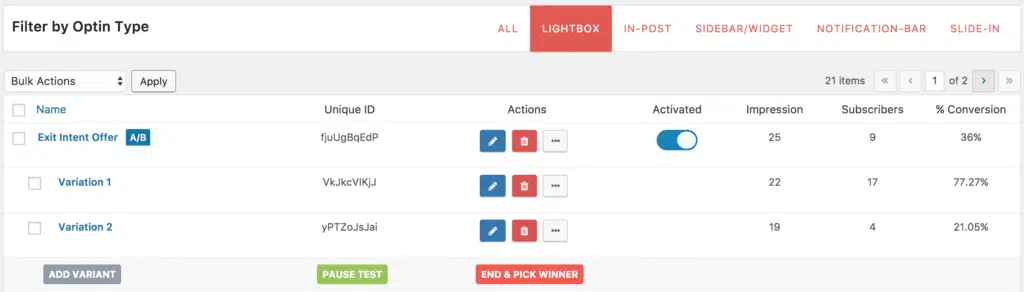 Filter by Optin Type
ALL LIGHTBOX IN-POST SIDEBAR/WIDGET NOTIFICATION-BAR SLIDE-IN
Bulk Actions Apply 21 items « ‹ 1 of 2 › »
Name Unique ID Actions Activated Impression Subscribers % Conversion
Exit Intent Offer A/B fjuUgBqEdP 25 9 36%
Variation 1 VkJkcVIKjJ 22 17 77.27%
Variation 2 yPTZoJsJai 19 4 21.05%
ADD VARIANT PAUSE TEST END & PICK WINNER